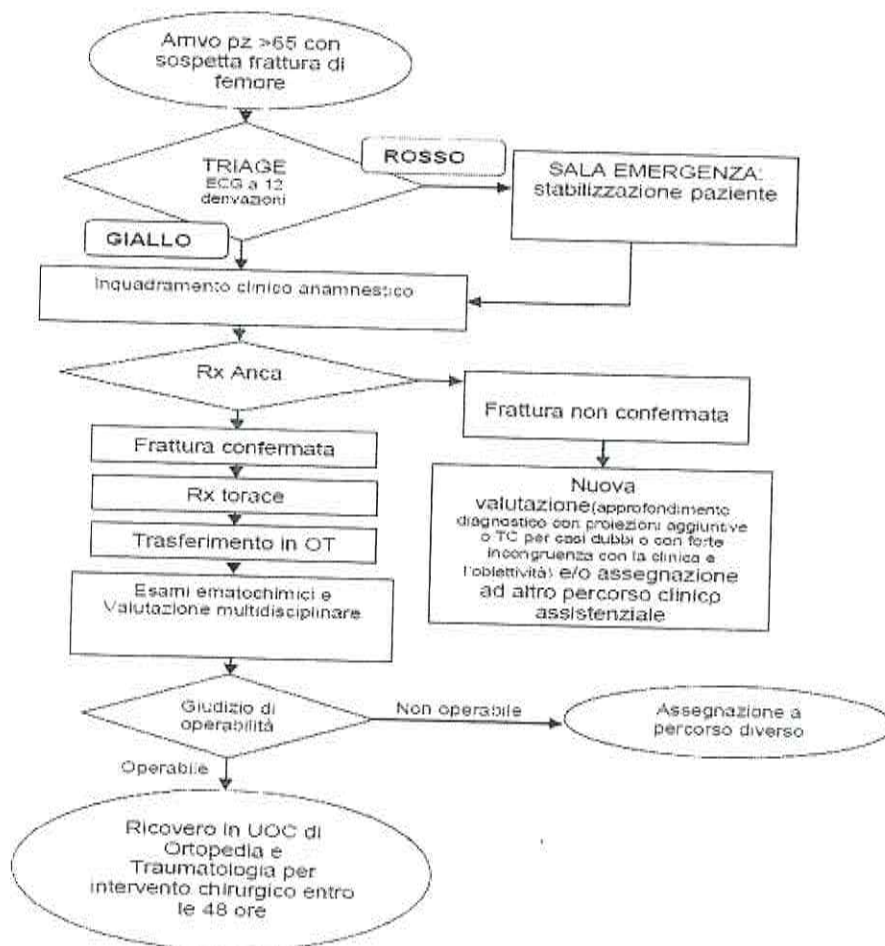 Arrivo pz >65 con
sospetta frattura di
femore
ROSSO
TRIAGE
ECG a 12
derivazioni
SALA EMERGENZA:
stabilizzazione paziente
GIALLO
Inquadramento clinico anamnestico
Rx Anca
Frattura non confermata
Frattura confermata
Rx torace
Trasferimento in OT
Esami ematochimici e
Valutazione multidisciplinare
Nuova
valutazione(approfondimento
diagnostico con proiezioni aggiuntive
o TC per casi dubbi o con forte
incongruenza con la clinica e
l'obiettività) e/o assegnazione
ad altro percorso clinico
assistenziale
Giudizio di
operabilità
Non operabile
Assegnazione a
percorso diverso
Operabile
Ricovero in UOC di
Ortopedia e
Traumatologia per
intervento chirurgico entro
le 48 ore